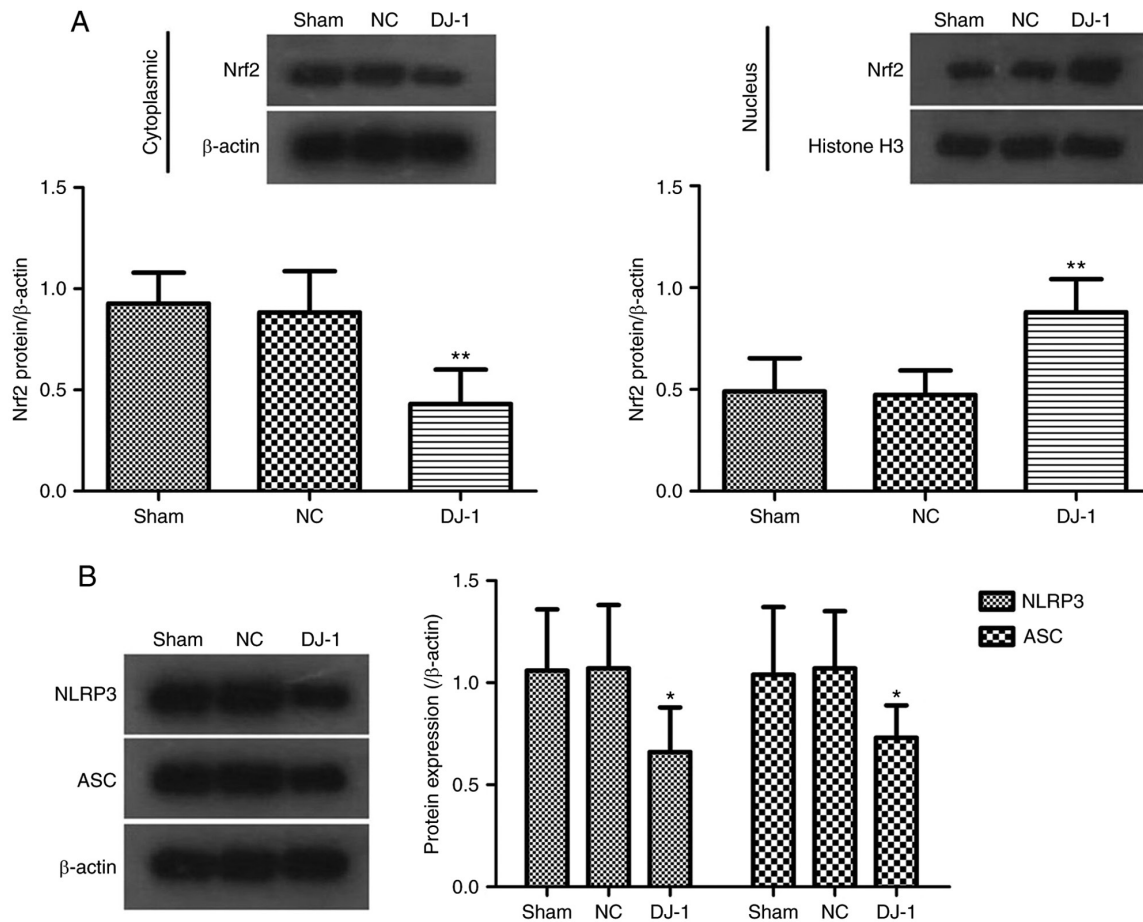 A
Sham NC DJ-1
Cytoplasmic
Nrf2
β-actin
Nrf2 protein/β-actin
1.5
1.0
0.5
0.0
**
Sham NC DJ-1
Sham NC DJ-1
Nucleus
Nrf2
Histone H3
Nrf2 protein/β-actin
1.5
1.0
0.5
0.0
**
Sham NC DJ-1
B
Sham NC DJ-1
NLRP3
ASC
β-actin
Protein expression (/β-actin)
1.5
1.0
0.5
0.0
* *
Sham NC DJ-1 Sham NC DJ-1
NLRP3
ASC